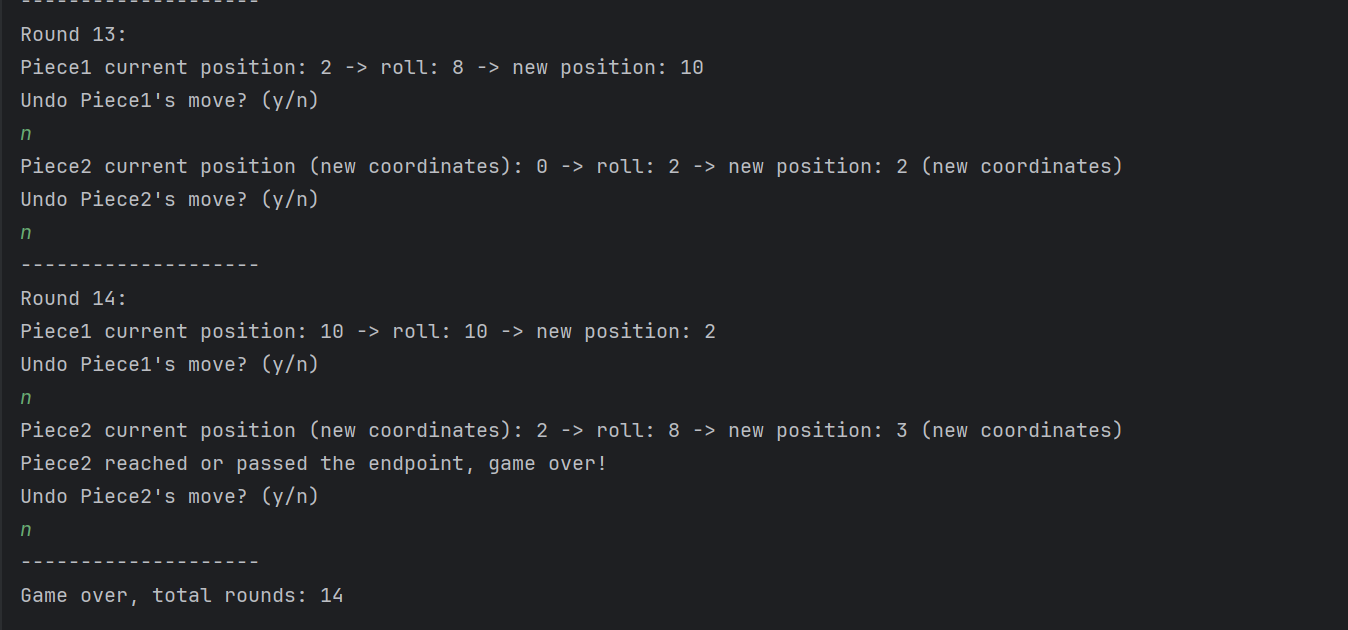 --------------------
Round 13:
Piece1 current position: 2 -> roll: 8 -> new position: 10
Undo Piece1's move? (y/n)
n
Piece2 current position (new coordinates): 0 -> roll: 2 -> new position: 2 (new coordinates)
Undo Piece2's move? (y/n)
n
--------------------
Round 14:
Piece1 current position: 10 -> roll: 10 -> new position: 2
Undo Piece1's move? (y/n)
n
Piece2 current position (new coordinates): 2 -> roll: 8 -> new position: 3 (new coordinates)
Piece2 reached or passed the endpoint, game over!
Undo Piece2's move? (y/n)
n
--------------------
Game over, total rounds: 14